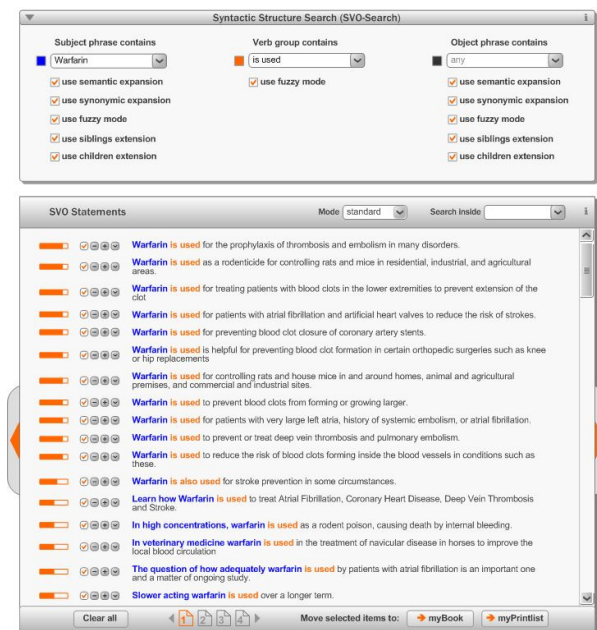 Syntactic Structure Search (SVO-Search) i
Subject phrase contains Verb group contains Object phrase contains
Warfarin is used any
use semantic expansion use fuzzy mode use semantic expansion
use synonymic expansion use synonymic expansion
use fuzzy mode use fuzzy mode
use siblings extension use siblings extension
use children extension use children extension
SVO Statements Mode standard Search Inside i
Warfarin is used for the prophylaxis of thrombosis and embolism in many disorders.
Warfarin is used as a rodenticide for controlling rats and mice in residential, industrial, and agricultural
areas.
Warfarin is used for treating patients with blood clots in the lower extremities to prevent extension of the
clot
Warfarin is used for patients with atrial fibrillation and artificial heart valves to reduce the risk of strokes.
Warfarin is used for preventing blood clot closure of coronary artery stents.
Warfarin is used is helpful for preventing blood clot formation in certain orthopedic surgeries such as knee
or hip replacements
Warfarin is used for controlling rats and house mice in and around homes, animal and agricultural
premises, and commercial and industrial sites.
Warfarin is used to prevent blood clots from forming or growing larger.
Warfarin is used for patients with very large left atria, history of systemic embolism, or atrial fibrillation.
Warfarin is used to prevent or treat deep vein thrombosis and pulmonary embolism.
Warfarin is used to reduce the risk of blood clots forming inside the blood vessels in conditions such as
these.
Warfarin is also used for stroke prevention in some circumstances.
Learn how Warfarin is used to treat Atrial Fibrillation, Coronary Heart Disease, Deep Vein Thrombosis
and Stroke.
In high concentrations, warfarin is used as a rodent poison, causing death by internal bleeding.
In veterinary medicine warfarin is used in the treatment of navicular disease in horses to improve the
local blood circulation
The question of how adequately warfarin is used by patients with atrial fibrillation is an important one
and a matter of ongoing study.
Slower acting warfarin is used over a longer term.
Clear all 1 2 3 4 Move selected items to: myBook myPrintlist